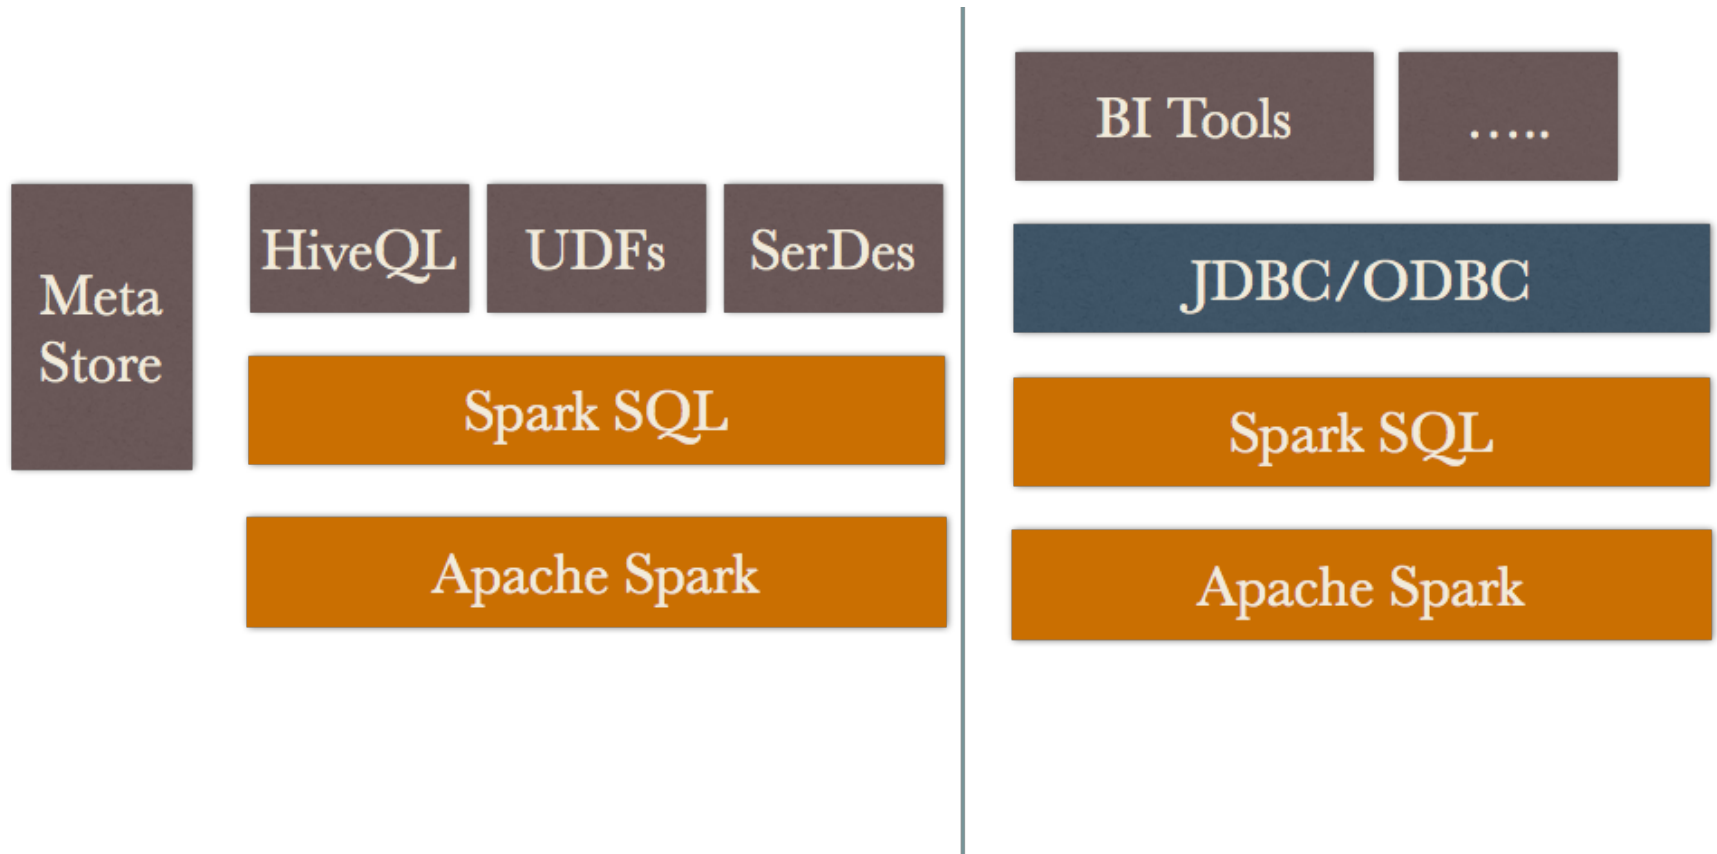 Meta
Store
HiveQL
UDFs
SerDes
Spark SQL
Apache Spark
BI Tools
.....
JDBC/ODBC
Spark SQL
Apache Spark